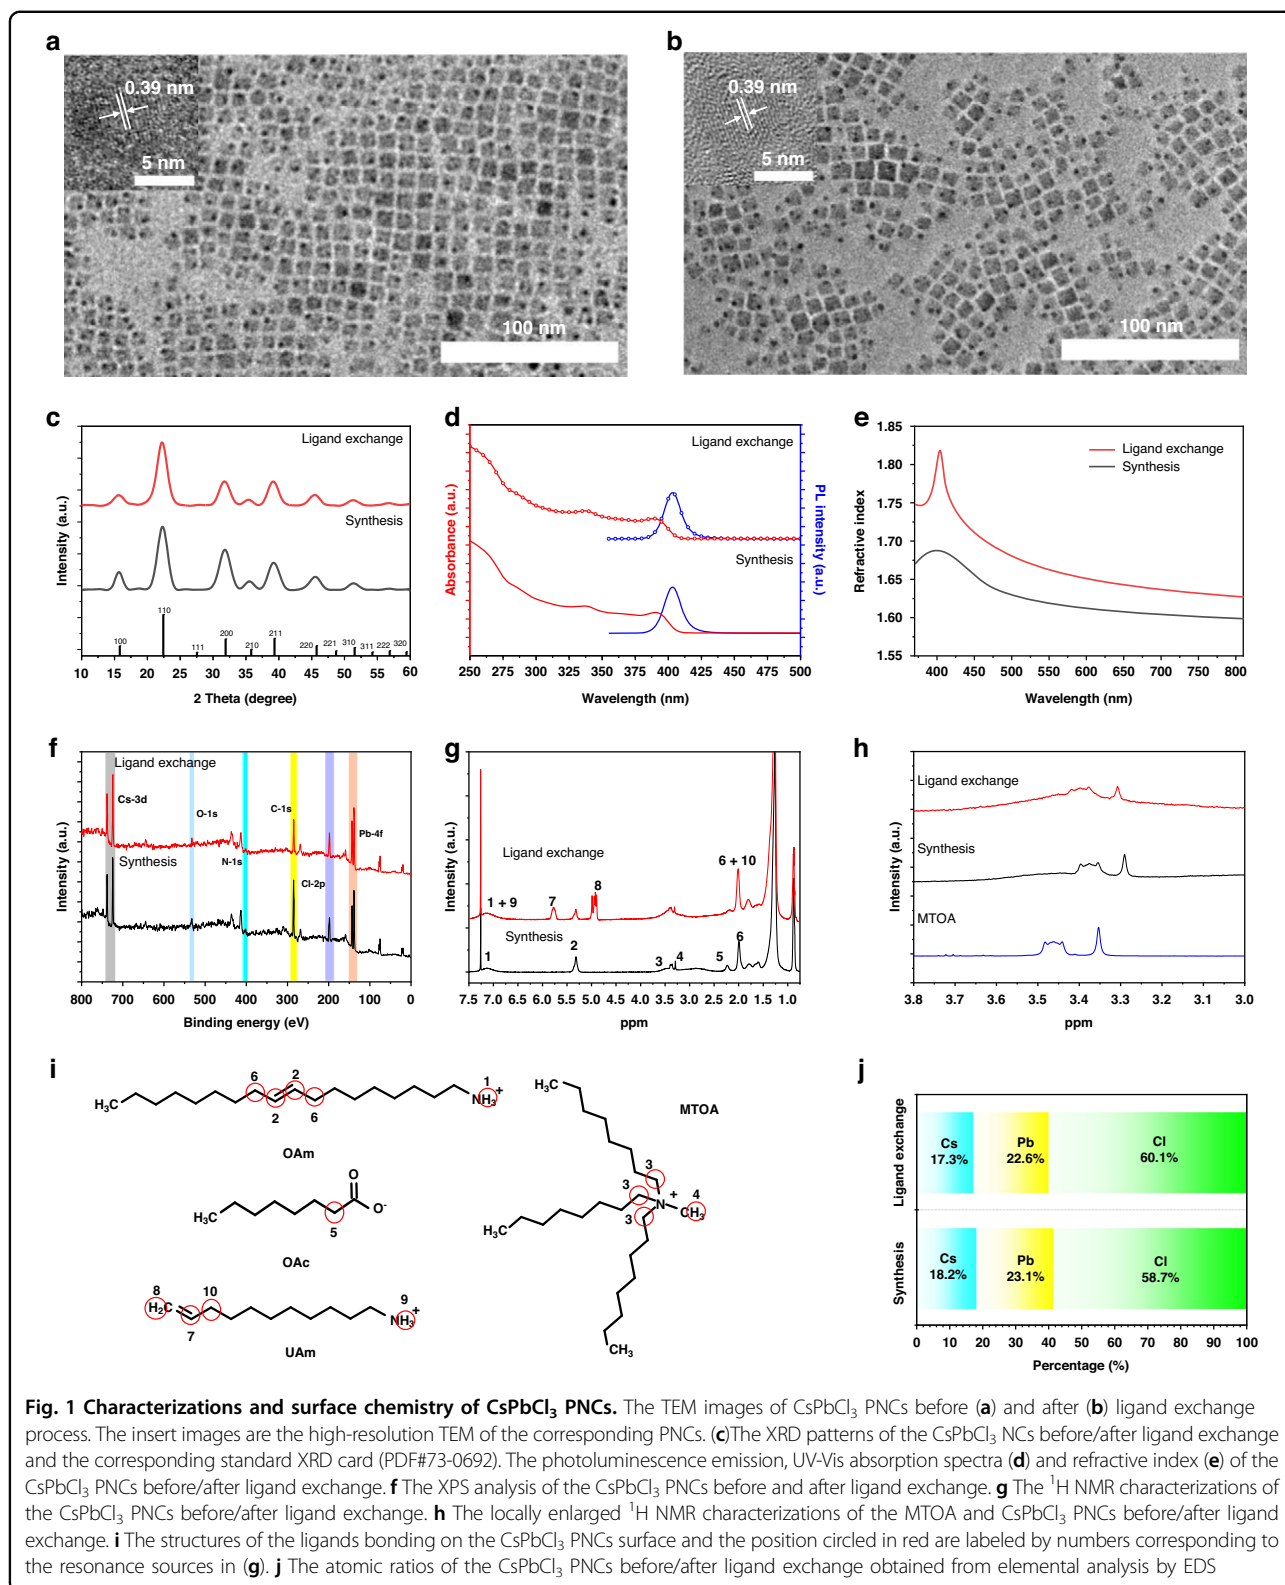 a
0.39 nm
5 nm
100 nm
b
0.39 nm
5 nm
100 nm
c
Ligand exchange
Synthesis
Intensity (a.u.)
100
110
111
200
210
211
220
221
310
311
222
320
10 15 20 25 30 35 40 45 50 55 60
2 Theta (degree)
d
Ligand exchange
Synthesis
Absorbance (a.u.)
PL intensity (a.u.)
250 275 300 325 350 375 400 425 450 475 500
Wavelength (nm)
e
1.85
1.80
1.75
1.70
1.65
1.60
1.55
Refractive index
Ligand exchange
Synthesis
400 450 500 550 600 650 700 750 800
Wavelength (nm)
f
Ligand exchange
Cs-3d
O-1s
N-1s
C-1s
Cl-2p
Pb-4f
Synthesis
Intensity (a.u.)
800 700 600 500 400 300 200 100 0
Binding energy (eV)
g
Ligand exchange
1 + 9
7
8
6 + 10
Synthesis
1
2
3
4
5
6
Intensity (a.u.)
7.5 7.0 6.5 6.0 5.5 5.0 4.5 4.0 3.5 3.0 2.5 2.0 1.5 1.0
ppm
h
Ligand exchange
Synthesis
MTOA
Intensity (a.u.)
3.8 3.7 3.6 3.5 3.4 3.3 3.2 3.1 3.0
ppm
i
6 2 1
H₃C NH₃ +
2 6
OAm
O
H₃C O⁻
5
OAc
8 10 9
H₂C NH₃ +
7
UAm
H₃C
MTOA
3
3 + 4
N CH₃
H₃C 3
CH₃
j
Ligand exchange
Cs
17.3%
Pb
22.6%
Cl
60.1%
Synthesis
Cs
18.2%
Pb
23.1%
Cl
58.7%
0 10 20 30 40 50 60 70 80 90 100
Percentage (%)
Fig. 1 Characterizations and surface chemistry of CsPbCl₃ PNCs. The TEM images of CsPbCl₃ PNCs before (a) and after (b) ligand exchange
process. The insert images are the high-resolution TEM of the corresponding PNCs. (c)The XRD patterns of the CsPbCl₃ NCs before/after ligand exchange
and the corresponding standard XRD card (PDF#73-0692). The photoluminescence emission, UV-Vis absorption spectra (d) and refractive index (e) of the
CsPbCl₃ PNCs before/after ligand exchange. f The XPS analysis of the CsPbCl₃ PNCs before and after ligand exchange. g The ¹H NMR characterizations of
the CsPbCl₃ PNCs before/after ligand exchange. h The locally enlarged ¹H NMR characterizations of the MTOA and CsPbCl₃ PNCs before/after ligand
exchange. i The structures of the ligands bonding on the CsPbCl₃ PNCs surface and the position circled in red are labeled by numbers corresponding to
the resonance sources in (g). j The atomic ratios of the CsPbCl₃ PNCs before/after ligand exchange obtained from elemental analysis by EDS